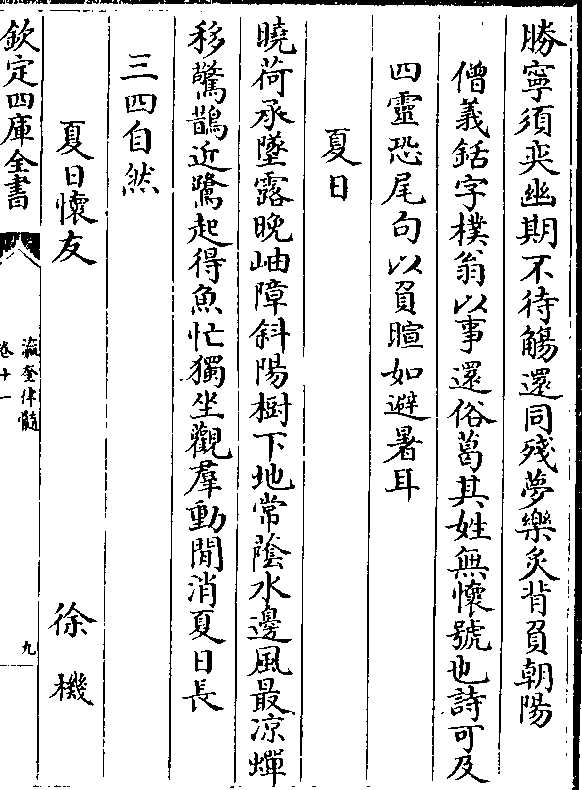 勝寧須奕幽期不待觴還同殘夢樂炙背負朝陽
僧義銛字樸翁以事還俗葛其姓無懷號也詩可及
四靈恐尾句以負暄如避暑耳
夏日
曉荷承墜露晚岫障斜陽樹下地常蔭水邊風最凉蟬
移驚鵲近鷺起得魚忙獨坐觀羣動閒消夏日長
三四自然
夏日懷友 徐機
欽定四庫全書
瀛奎律髓
卷十一
九